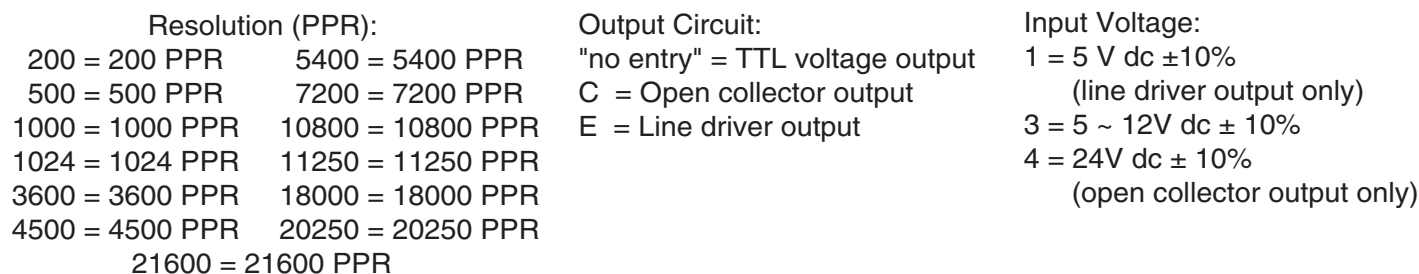 Resolution (PPR):
200 = 200 PPR 5400 = 5400 PPR
500 = 500 PPR 7200 = 7200 PPR
1000 = 1000 PPR 10800 = 10800 PPR
1024 = 1024 PPR 11250 = 11250 PPR
3600 = 3600 PPR 18000 = 18000 PPR
4500 = 4500 PPR 20250 = 20250 PPR
21600 = 21600 PPR
Output Circuit:
"no entry" = TTL voltage output
C = Open collector output
E = Line driver output
Input Voltage:
1 = 5 V dc ±10%
(line driver output only)
3 = 5 ~ 12V dc ± 10%
4 = 24V dc ± 10%
(open collector output only)